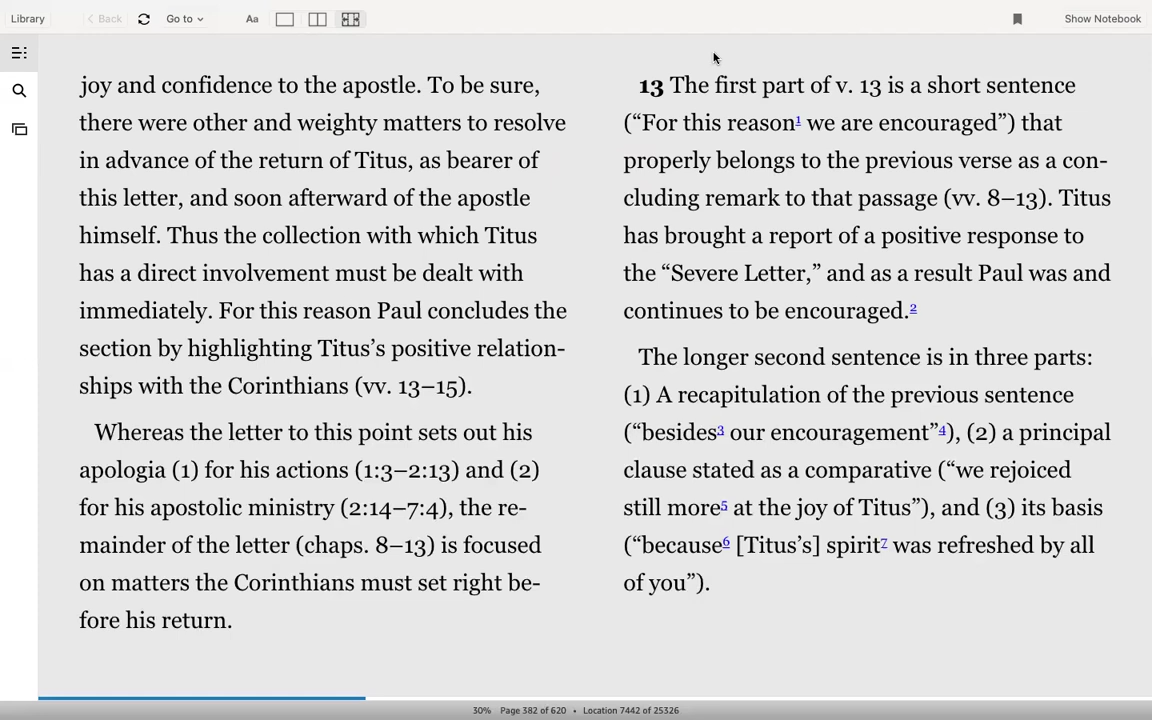 Library
Back
Go to
Aa
Show Notebook
joy and confidence to the apostle. To be sure,
there were other and weighty matters to resolve
in advance of the return of Titus, as bearer of
this letter, and soon afterward of the apostle
himself. Thus the collection with which Titus
has a direct involvement must be dealt with
immediately. For this reason Paul concludes the
section by highlighting Titus’s positive relation-
ships with the Corinthians (vv. 13–15).
Whereas the letter to this point sets out his
apologia (1) for his actions (1:3–2:13) and (2)
for his apostolic ministry (2:14–7:4), the re-
mainder of the letter (chaps. 8–13) is focused
on matters the Corinthians must set right be-
fore his return.
13 The first part of v. 13 is a short sentence
(“For this reason1 we are encouraged”) that
properly belongs to the previous verse as a con-
cluding remark to that passage (vv. 8–13). Titus
has brought a report of a positive response to
the “Severe Letter,” and as a result Paul was and
continues to be encouraged.2
The longer second sentence is in three parts:
(1) A recapitulation of the previous sentence
(“besides3 our encouragement”4), (2) a principal
clause stated as a comparative (“we rejoiced
still more5 at the joy of Titus”), and (3) its basis
(“because6 [Titus’s] spirit7 was refreshed by all
of you”).
30% Page 382 of 620 • Location 7442 of 25326